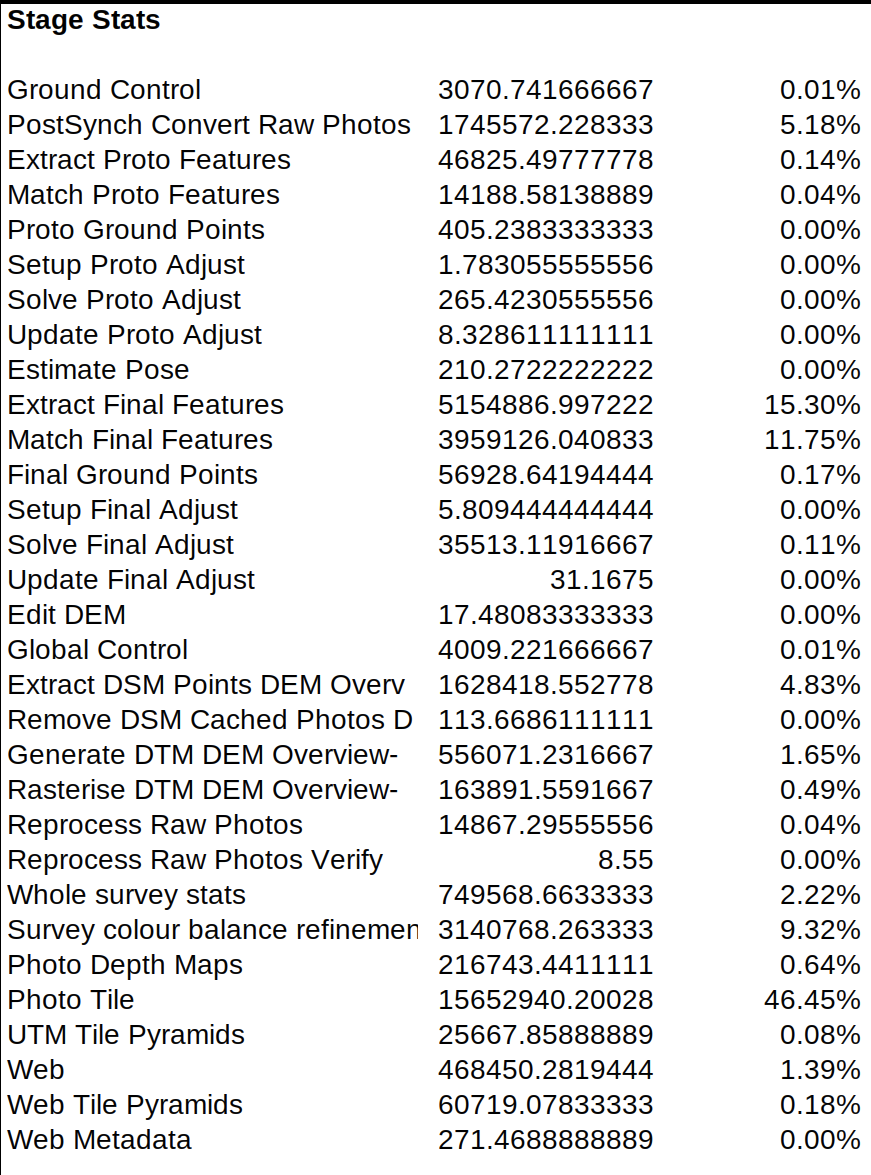 Stage Stats
Ground Control 3070.741666667 0.01%
PostSynch Convert Raw Photos 1745572.228333 5.18%
Extract Proto Features 46825.49777778 0.14%
Match Proto Features 14188.58138889 0.04%
Proto Ground Points 405.2383333333 0.00%
Setup Proto Adjust 1.783055555556 0.00%
Solve Proto Adjust 265.4230555556 0.00%
Update Proto Adjust 8.328611111111 0.00%
Estimate Pose 210.2722222222 0.00%
Extract Final Features 5154886.997222 15.30%
Match Final Features 3959126.040833 11.75%
Final Ground Points 56928.64194444 0.17%
Setup Final Adjust 5.809444444444 0.00%
Solve Final Adjust 35513.11916667 0.11%
Update Final Adjust 31.1675 0.00%
Edit DEM 17.48083333333 0.00%
Global Control 4009.221666667 0.01%
Extract DSM Points DEM Overv 1628418.552778 4.83%
Remove DSM Cached Photos D 113.6686111111 0.00%
Generate DTM DEM Overview- 556071.2316667 1.65%
Rasterise DTM DEM Overview- 163891.5591667 0.49%
Reprocess Raw Photos 14867.29555556 0.04%
Reprocess Raw Photos Verify 8.55 0.00%
Whole survey stats 749568.6633333 2.22%
Survey colour balance refinemen 3140768.263333 9.32%
Photo Depth Maps 216743.4411111 0.64%
Photo Tile 15652940.20028 46.45%
UTM Tile Pyramids 25667.85888889 0.08%
Web 468450.2819444 1.39%
Web Tile Pyramids 60719.07833333 0.18%
Web Metadata 271.4688888889 0.00%